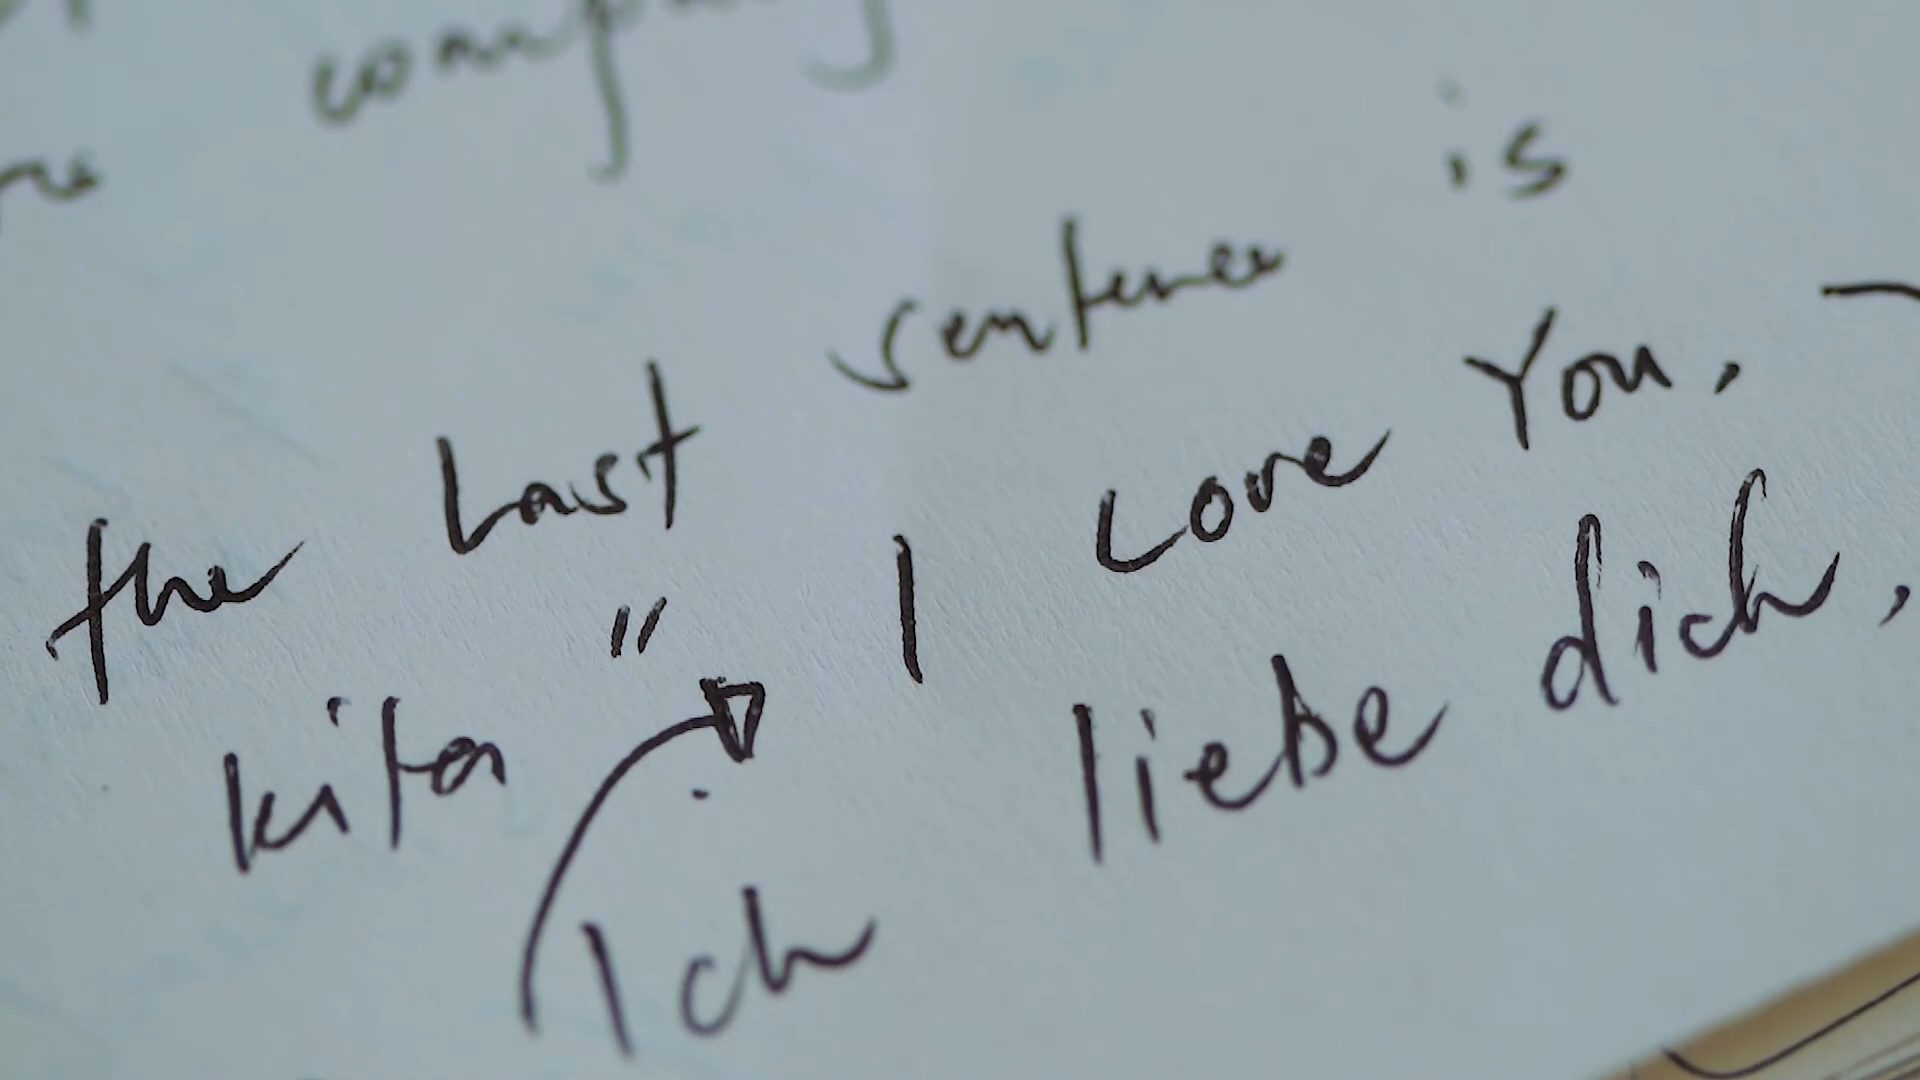 the last sentence is
kita " I Love You.
Ich liebe dich,